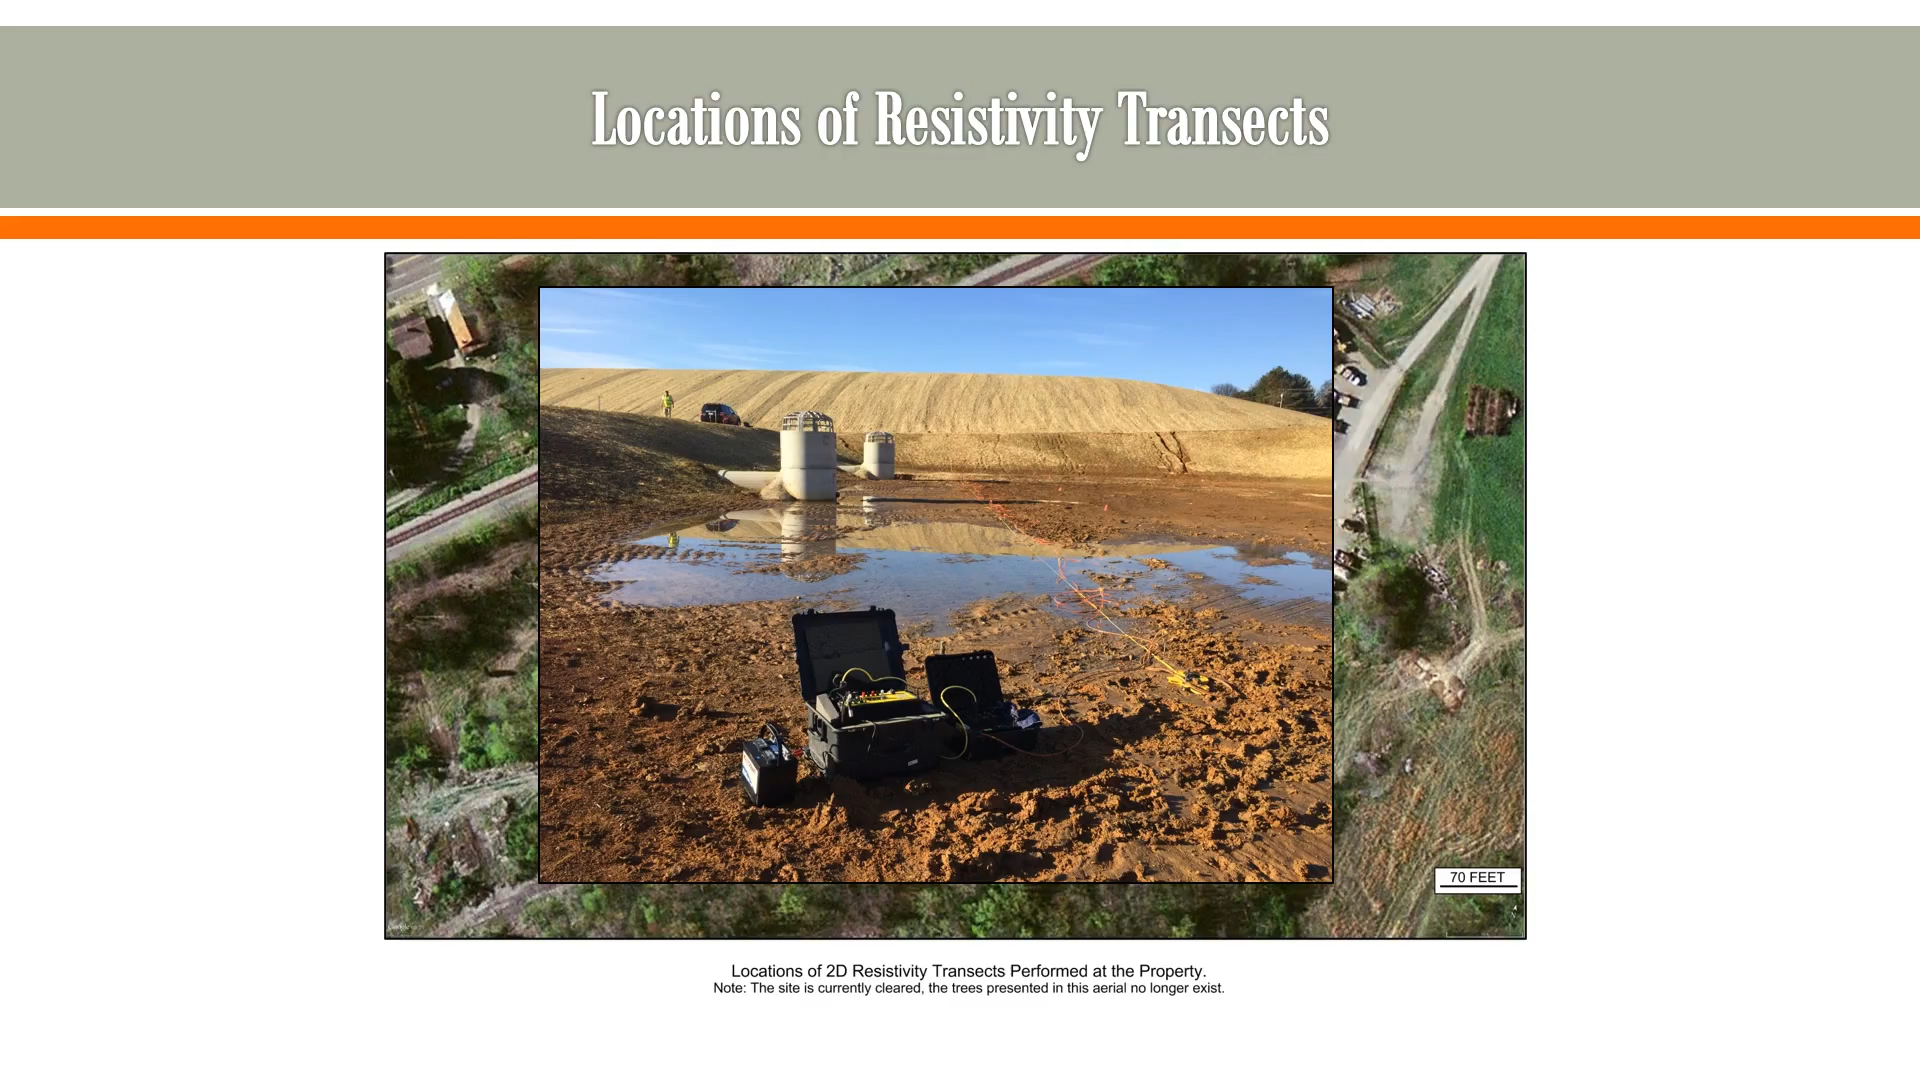 Locations of Resistivity Transects
70 FEET
Locations of 2D Resistivity Transects Performed at the Property.
Note: The site is currently cleared, the trees presented in this aerial no longer exist.